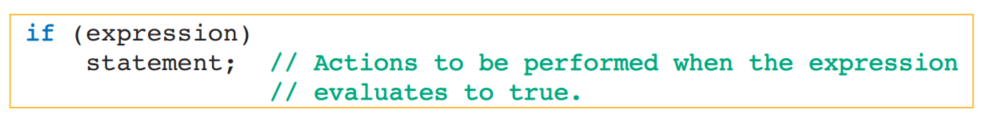 if (expression)
    statement;  // Actions to be performed when the expression
                // evaluates to true.